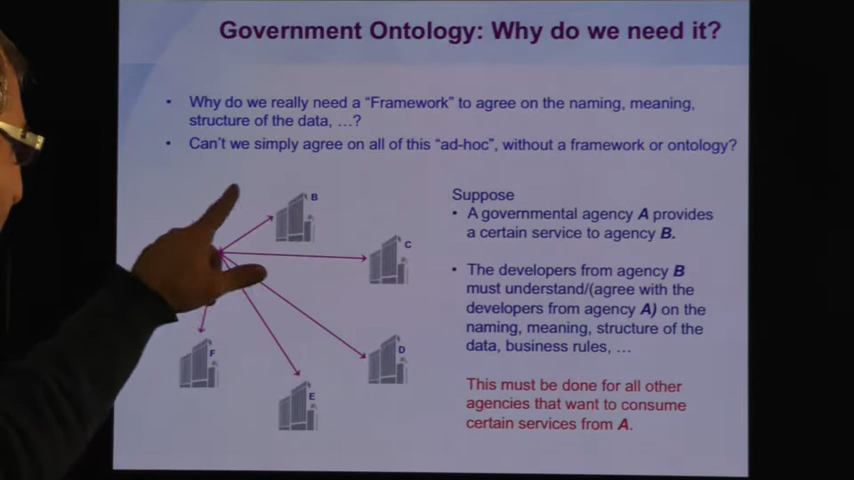 Government Ontology: Why do we need it?
• Why do we really need a “Framework” to agree on the naming, meaning,
structure of the data, …?
• Can’t we simply agree on all of this “ad-hoc”, without a framework or ontology?
B
C
D
E
F
Suppose
• A governmental agency A provides
a certain service to agency B.
• The developers from agency B
must understand/(agree with the
developers from agency A) on the
naming, meaning, structure of the
data, business rules, …
This must be done for all other
agencies that want to consume
certain services from A.